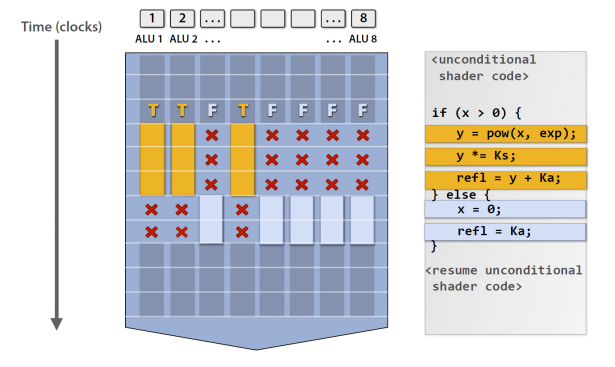 1 2 ... ... 8
Time (clocks)
ALU 1 ALU 2 ... ... ALU 8
T T F T F F F F
<unconditional
shader code>
if (x > 0) {
y = pow(x, exp);
y *= Ks;
refl = y + Ka;
} else {
x = 0;
refl = Ka;
}
<resume unconditional
shader code>